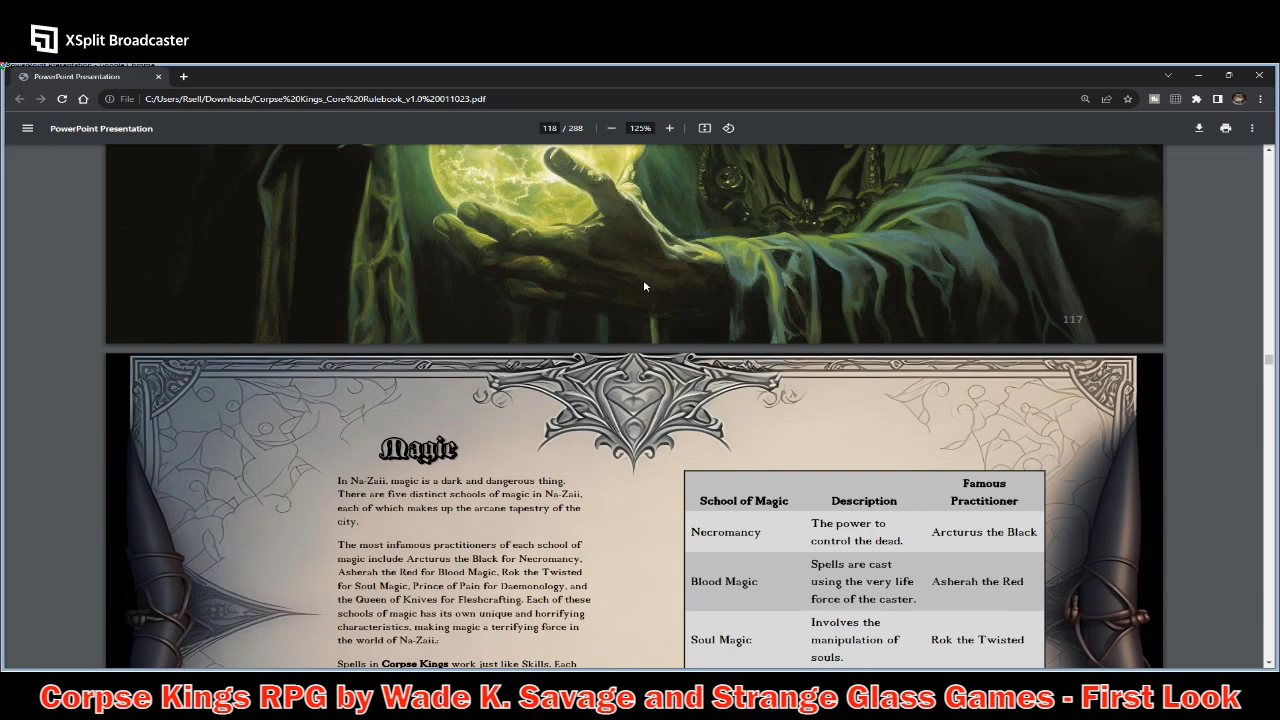 XSplit Broadcaster
PowerPoint Presentation - Google Chrome
PowerPoint Presentation
File
C:/Users/Rsell/Downloads/Corpse%20Kings_Core%20Rulebook_v1.0%20011023.pdf
PowerPoint Presentation
118 / 288
125%
117
Magic
In Na-Zaii, magic is a dark and dangerous thing.
There are five distinct schools of magic in Na-Zaii,
each of which makes up the arcane tapestry of the
city.
The most infamous practitioners of each school of
magic include Arcturus the Black for Necromancy,
Asherah the Red for Blood Magic, Rok the Twisted
for Soul Magic, Prince of Pain for Daemonology, and
the Queen of Knives for Fleshcrafting. Each of these
schools of magic has its own unique and horrifying
characteristics, making magic a terrifying force in
the world of Na-Zaii.:
Spells in Corpse Kings work just like Skills. Each
School of Magic Description Famous
Practitioner
Necromancy The power to
control the dead. Arcturus the Black
Blood Magic Spells are cast
using the very life
force of the caster. Asherah the Red
Soul Magic Involves the
manipulation of
souls. Rok the Twisted
Corpse Kings RPG by Wade K. Savage and Strange Glass Games - First Look